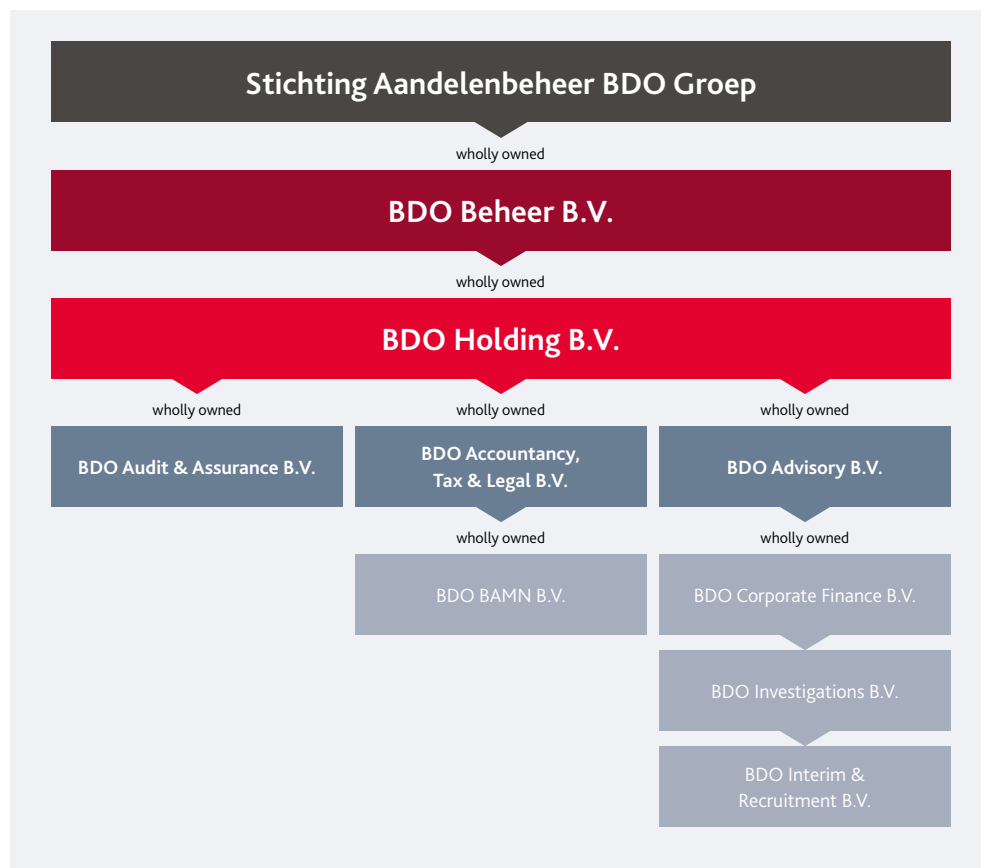 Stichting Aandelenbeheer BDO Groep
wholly owned
BDO Beheer B.V.
wholly owned
BDO Holding B.V.
wholly owned
wholly owned
wholly owned
BDO Audit & Assurance B.V.
BDO Accountancy,
Tax & Legal B.V.
BDO Advisory B.V.
wholly owned
wholly owned
BDO BAMN B.V.
BDO Corporate Finance B.V.
BDO Investigations B.V.
BDO Interim &
Recruitment B.V.